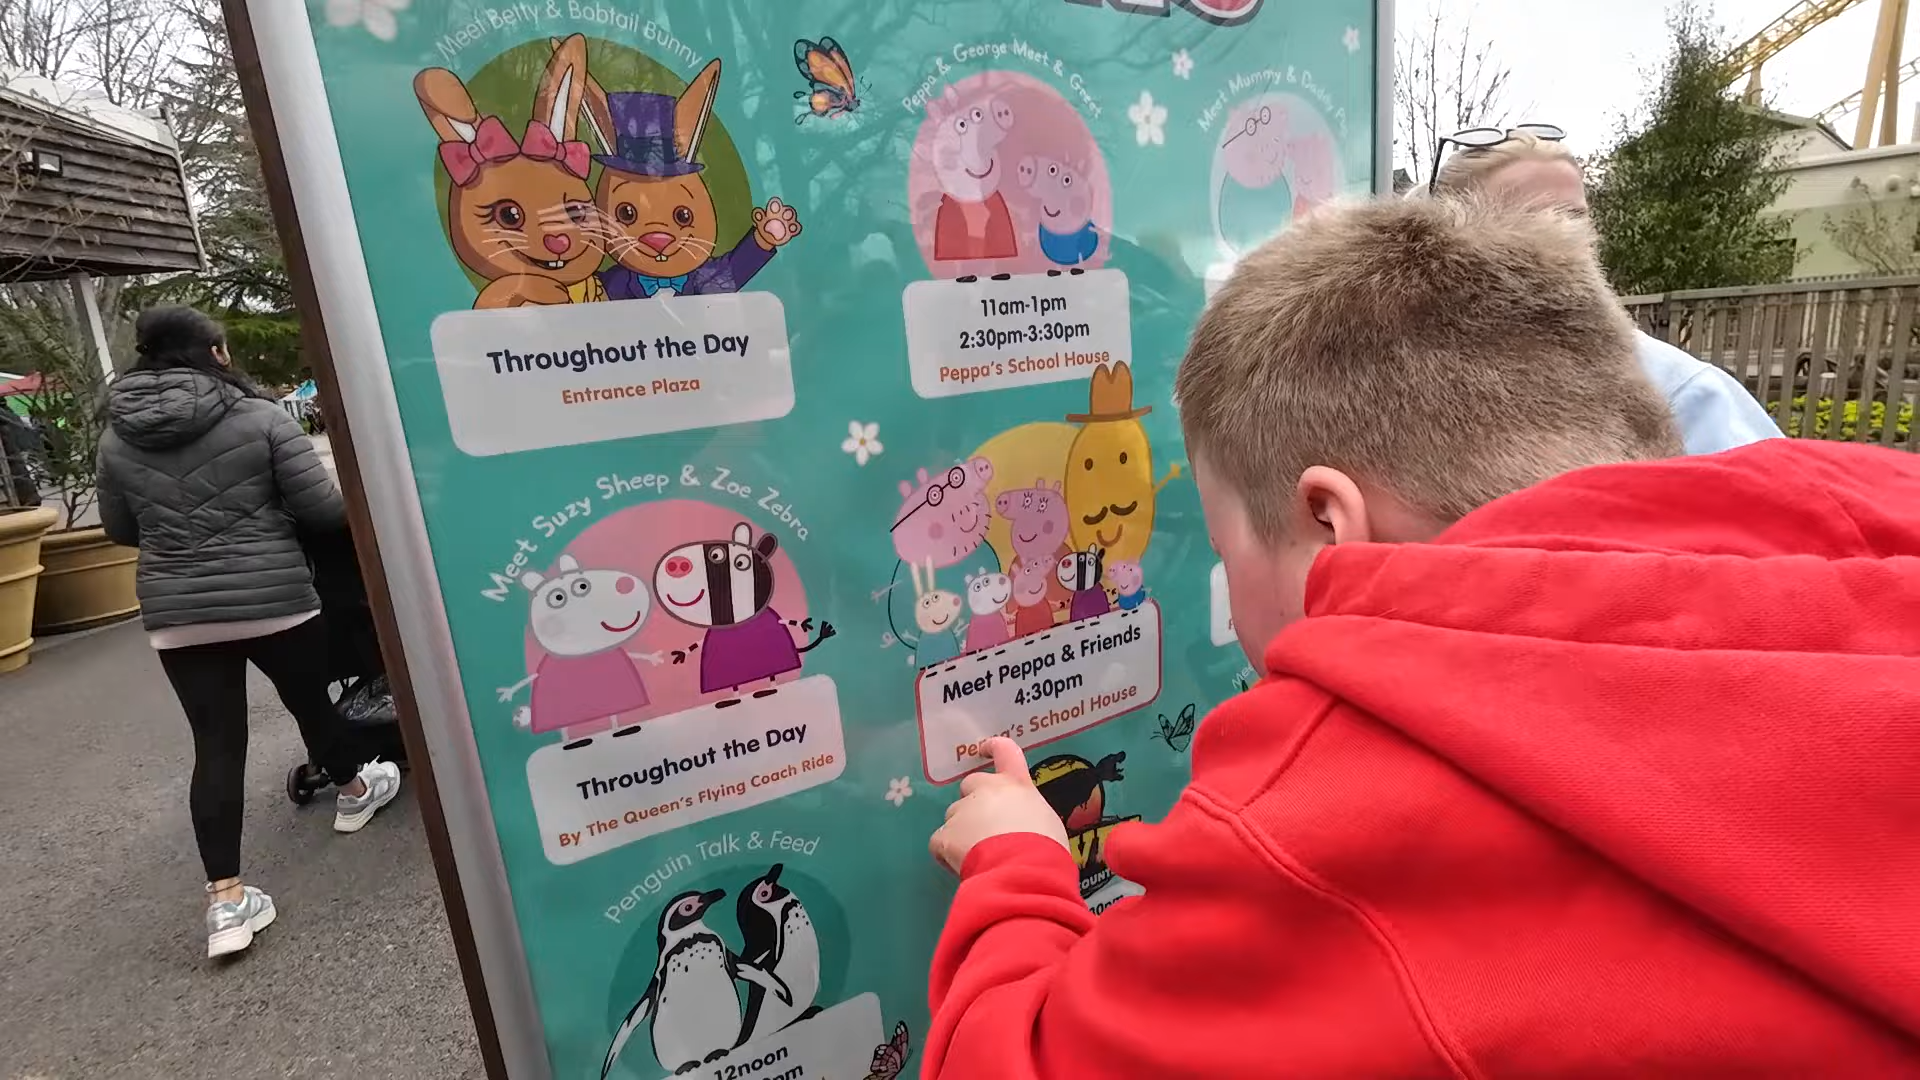 Meet Betty & Bobtail Bunny
Throughout the Day
Entrance Plaza
Peppa & George Meet & Greet
11am-1pm
2:30pm-3:30pm
Peppa's School House
Meet Mummy & Daddy
Meet Suzy Sheep & Zoe Zebra
Throughout the Day
By The Queen's Flying Coach Ride
Meet Peppa & Friends
4:30pm
Peppa's School House
Penguin Talk & Feed
12noon